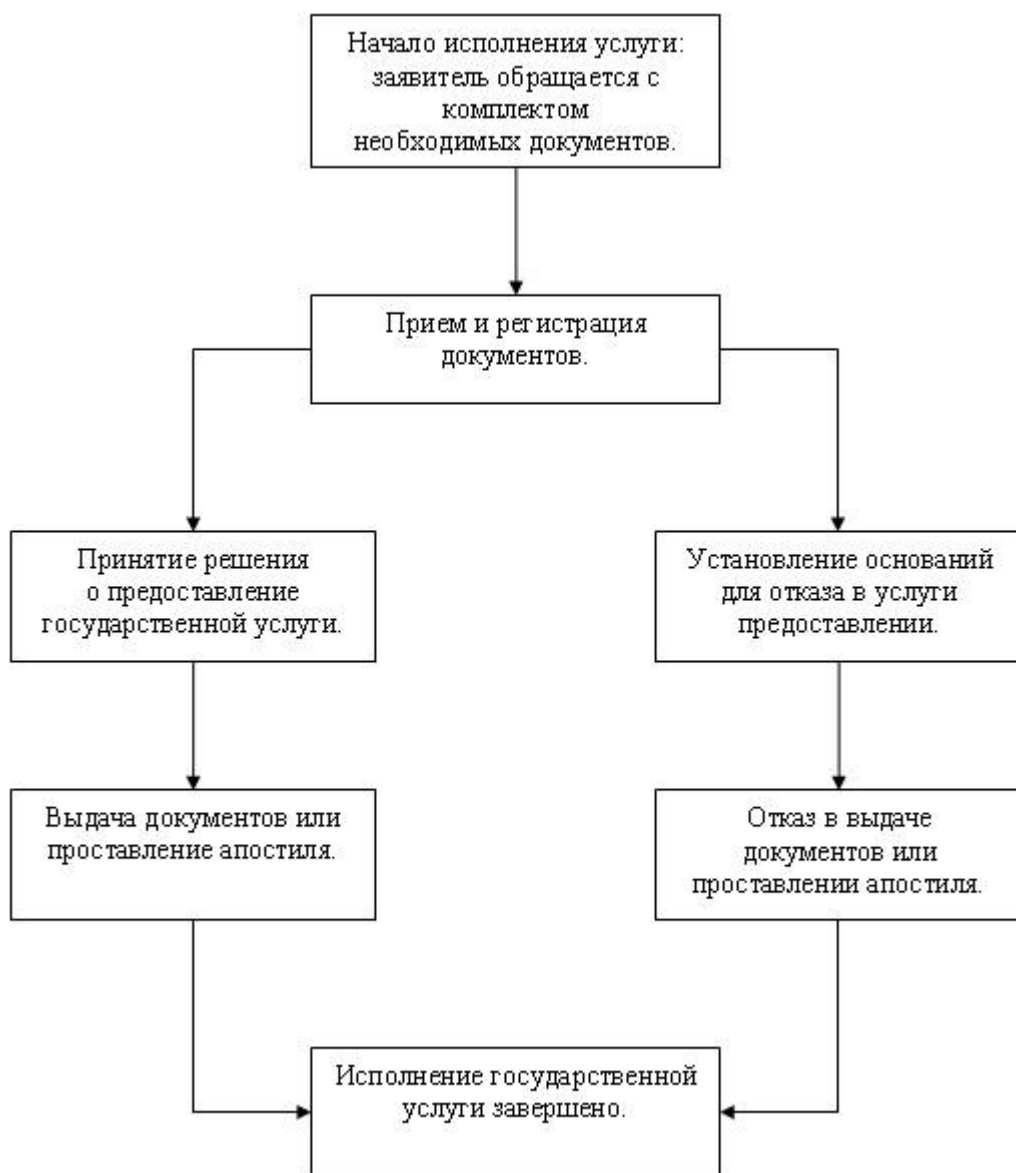 Начало исполнения услуги:
заявитель обращается с
комплектом
необходимых документов.
Прием и регистрация
документов.
Принятие решения
о предоставление
государственной услуги.
Установление оснований
для отказа в услуги
предоставлении.
Выдача документов или
проставление апостиля.
Отказ в выдаче
документов или
проставлении апостиля.
Исполнение государственной
услуги завершено.